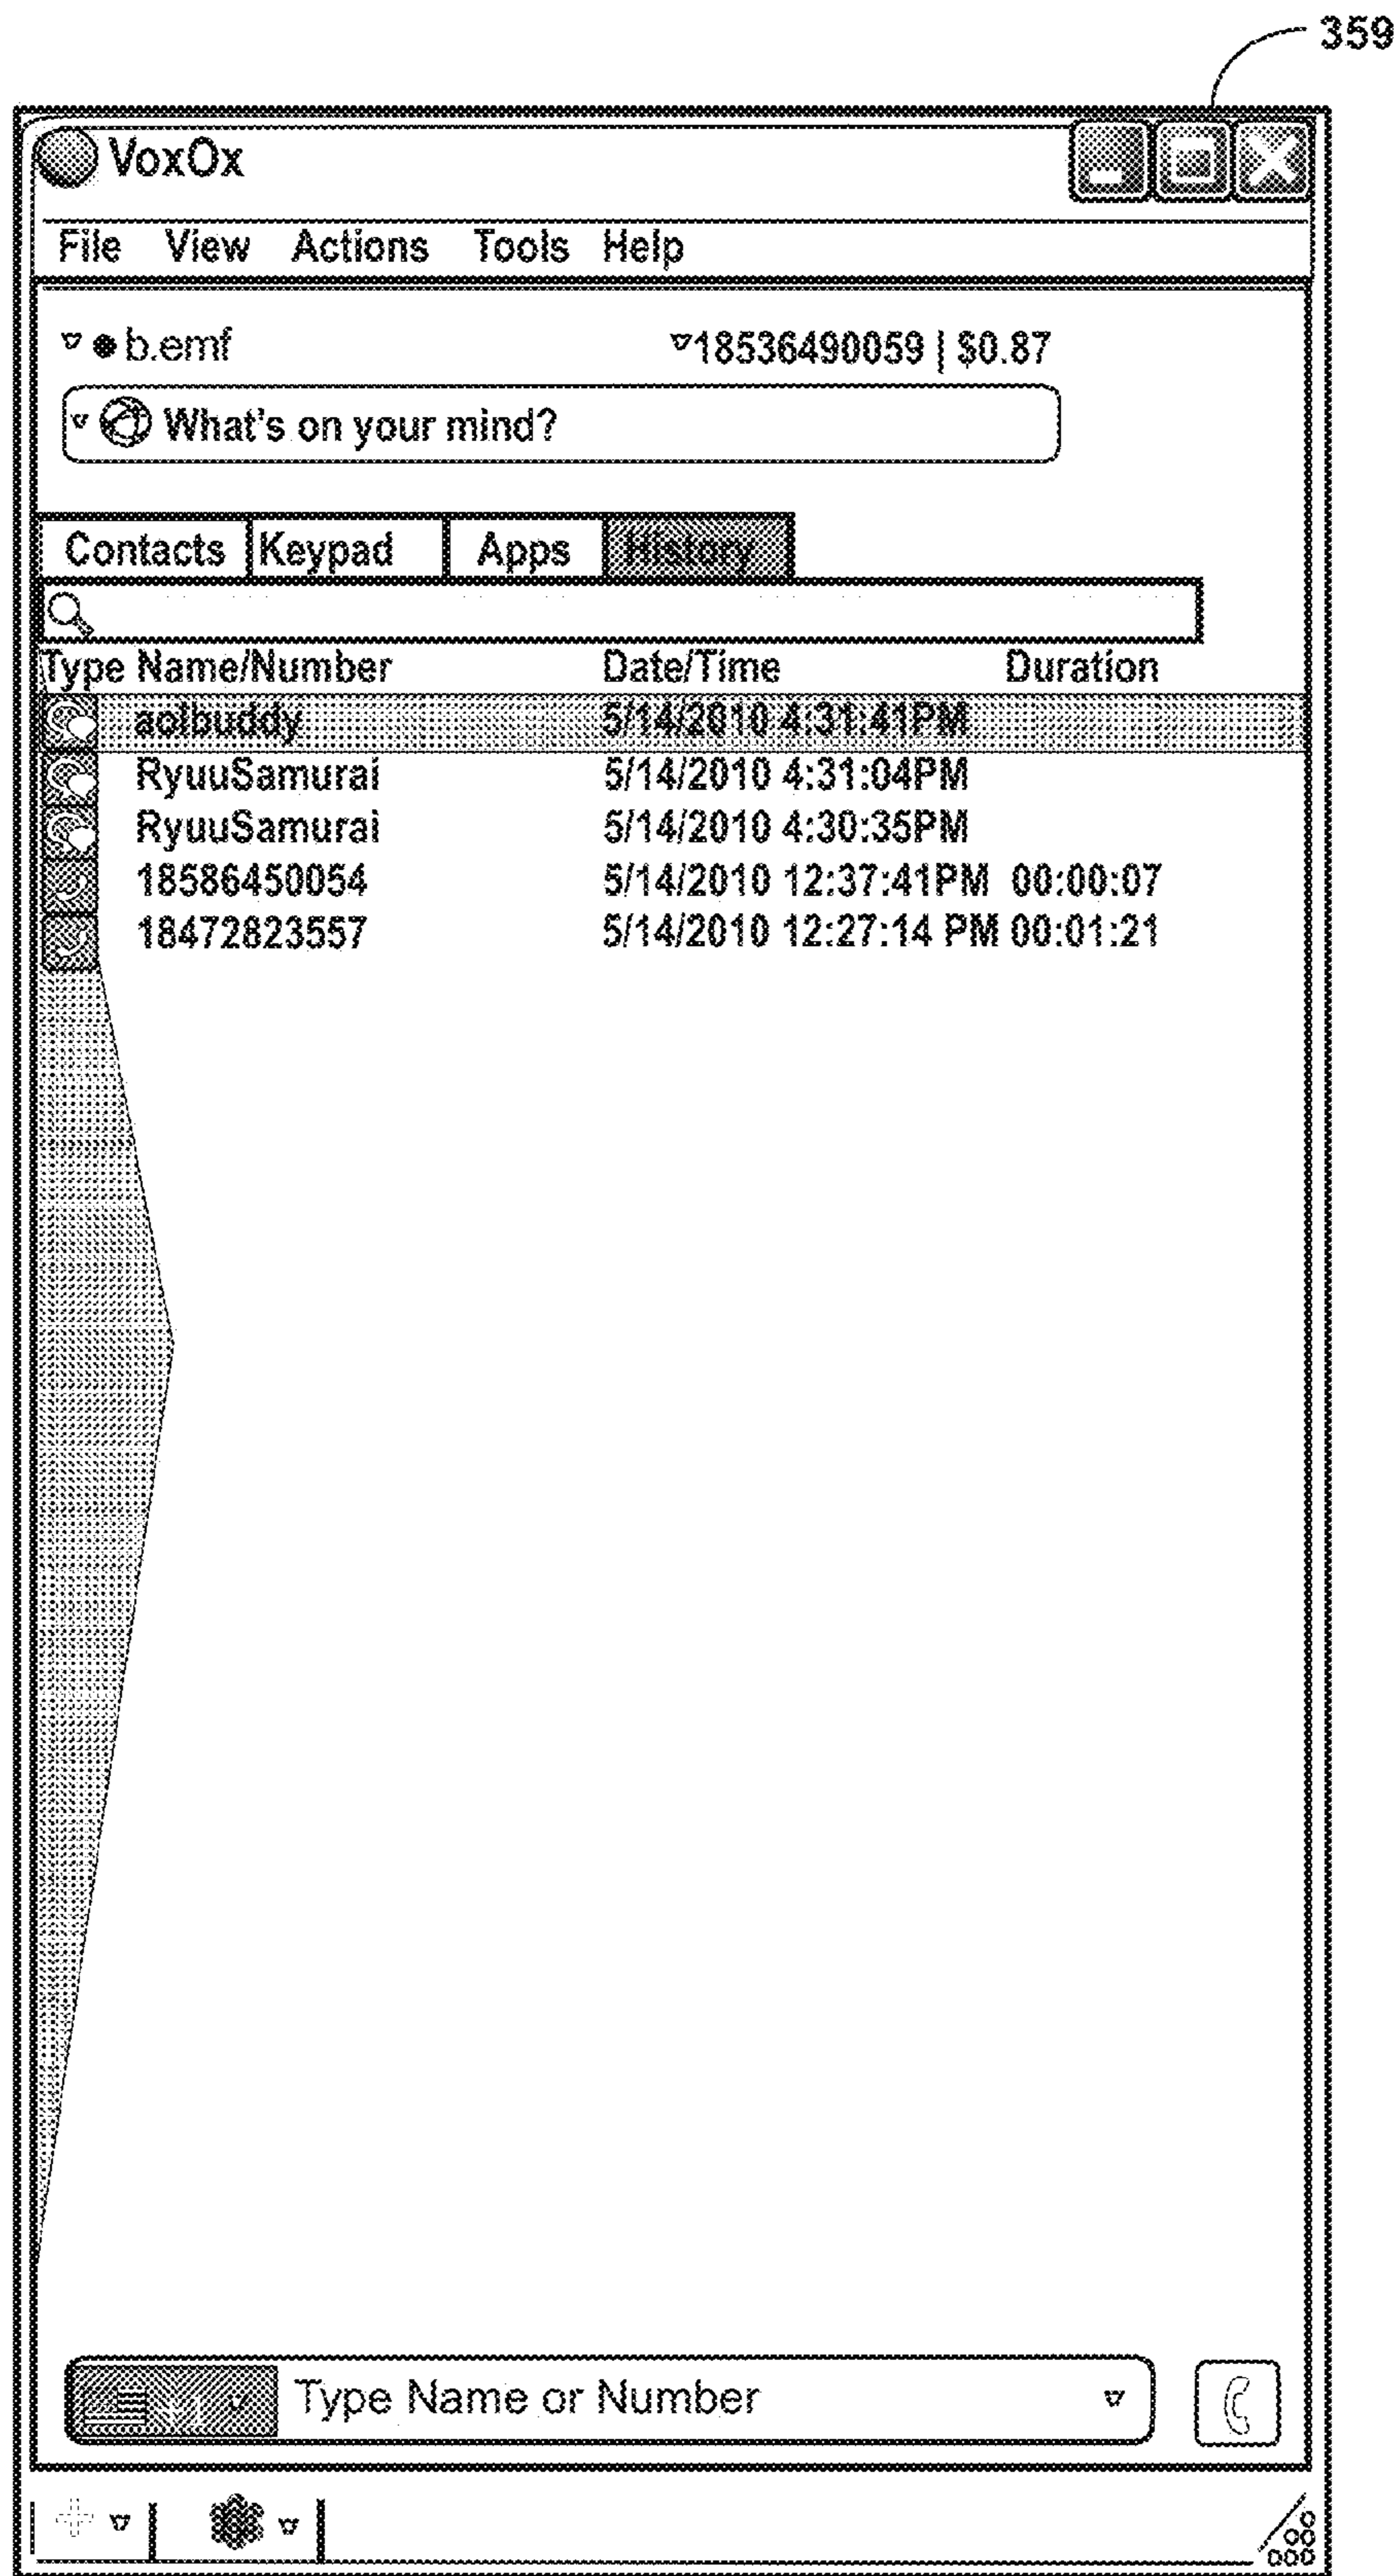 359
VoxOx
File View Actions Tools Help
b.emf 18536490059 | $0.87
What's on your mind?
Contacts Keypad Apps History
Type Name/Number Date/Time Duration
aolbuddy 5/14/2010 4:31:41PM
RyuuSamurai 5/14/2010 4:31:04PM
RyuuSamurai 5/14/2010 4:30:35PM
18586450054 5/14/2010 12:37:41PM 00:00:07
18472823557 5/14/2010 12:27:14 PM 00:01:21
Type Name or Number